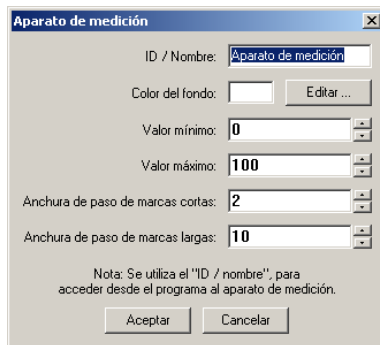 Aparato de medición
ID / Nombre: Aparato de medición
Color del fondo: Editar ...
Valor mínimo: 0
Valor máximo: 100
Anchura de paso de marcas cortas: 2
Anchura de paso de marcas largas: 10
Nota: Se utiliza el "ID / nombre", para
acceder desde el programa al aparato de medición.
Aceptar Cancelar